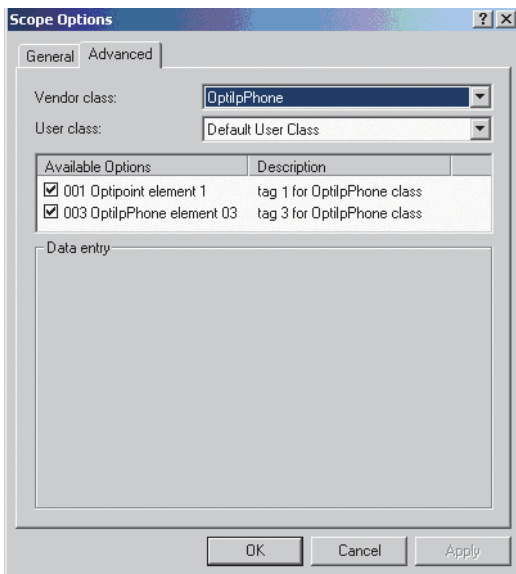 Scope Options
General Advanced
Vendor class: OptiIpPhone
User class: Default User Class
Available Options Description
001 Optipoint element 1 tag 1 for OptiIpPhone class
003 OptiIpPhone element 03 tag 3 for OptiIpPhone class
Data entry
OK Cancel Apply